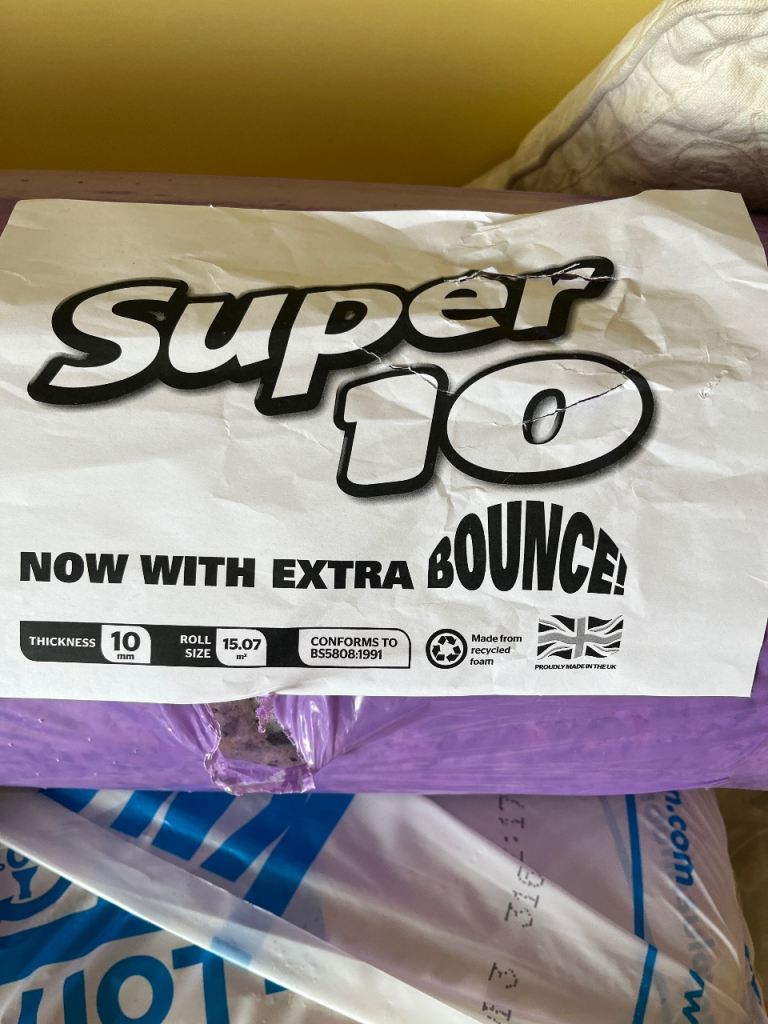 Super
10
NOW WITH EXTRA BOUNCE!
THICKNESS 10 mm
ROLL SIZE 15.07 m²
CONFORMS TO
BS5808:1991
Made from
recycled
foam
PROUDLY MADE IN THE UK